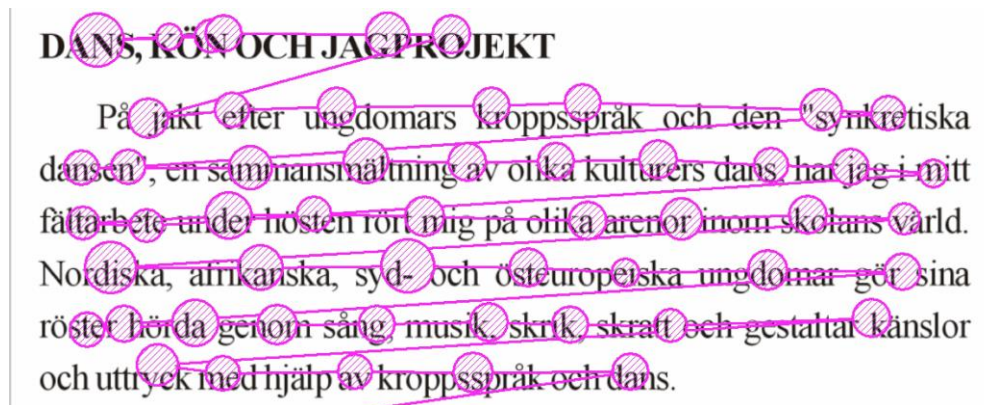 DANS, KÖN OCH JAGPROJEKT
På jakt efter ungdomars kroppsspråk och den "synkretiska
dansen", en sammansmältning av olika kulturers dans, har jag i mitt
fältarbete under hösten rört mig på olika arenor inom skolans värld.
Nordiska, afrikanska, syd- och östeuropeiska ungdomar gör sina
röster hörda genom sång, musik, skrik, skratt och gestaltar känslor
och uttryck med hjälp av kroppsspråk och dans.